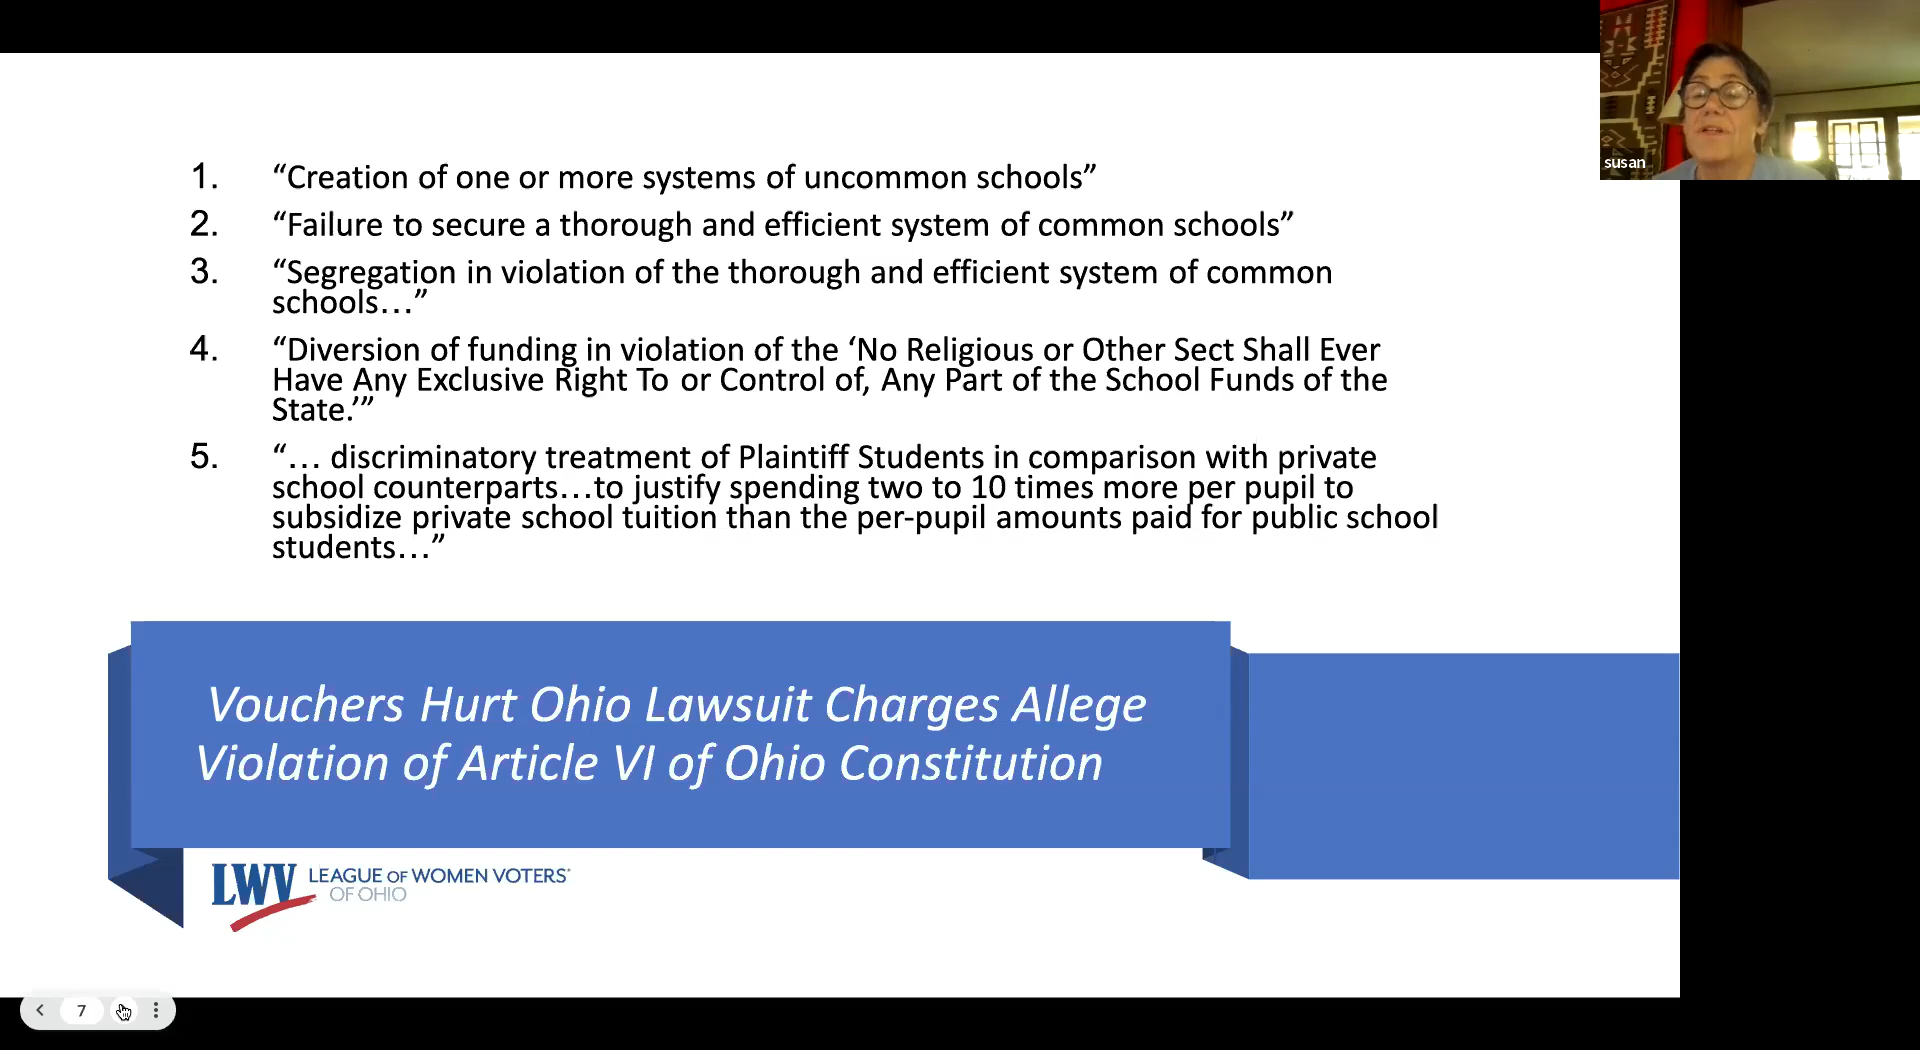 1. “Creation of one or more systems of uncommon schools”
2. “Failure to secure a thorough and efficient system of common schools”
3. “Segregation in violation of the thorough and efficient system of common
schools…”
4. “Diversion of funding in violation of the ‘No Religious or Other Sect Shall Ever
Have Any Exclusive Right To or Control of, Any Part of the School Funds of the
State.’”
5. “… discriminatory treatment of Plaintiff Students in comparison with private
school counterparts…to justify spending two to 10 times more per pupil to
subsidize private school tuition than the per-pupil amounts paid for public school
students…”
Vouchers Hurt Ohio Lawsuit Charges Allege
Violation of Article VI of Ohio Constitution
LWV LEAGUE OF WOMEN VOTERS®
OF OHIO
susan
7